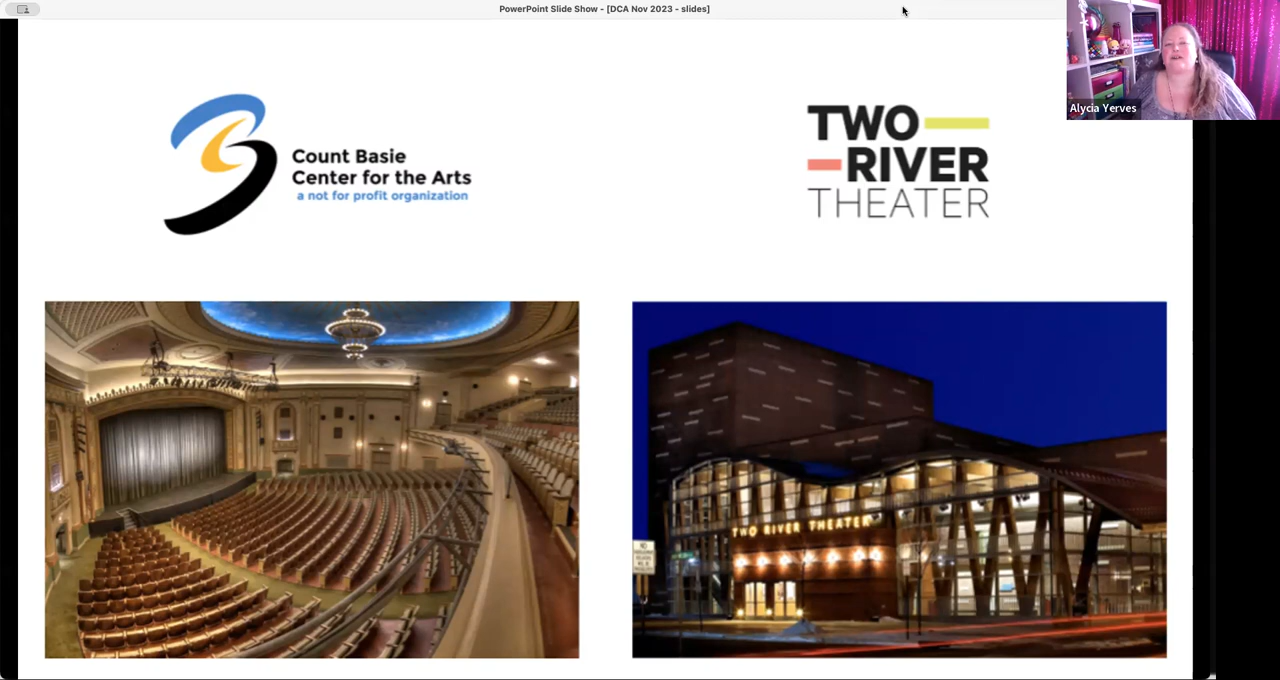 PowerPoint Slide Show - [DCA Nov 2023 - slides]
Alycia Yerves
Count Basie
Center for the Arts
a not for profit organization
TWO
RIVER
THEATER
TWO RIVER THEATER